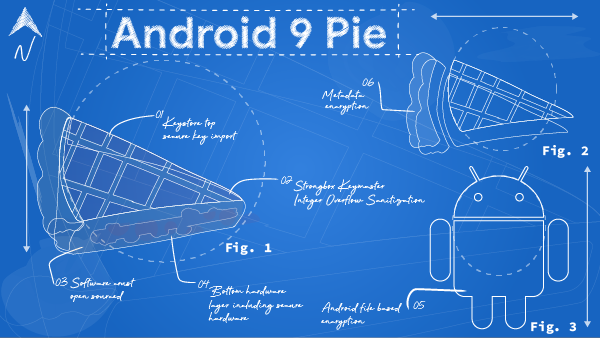 Android 9 Pie
N
01
Keystore top
secure key import
02 Strongbox Keymaster
Integer Overflow Sanitization
Fig. 1
03 Software crest
open sourced
04
Bottom hardware
layer including secure
hardware
06
Metadata
encryption
Fig. 2
Android file based
encryption
05
Fig. 3